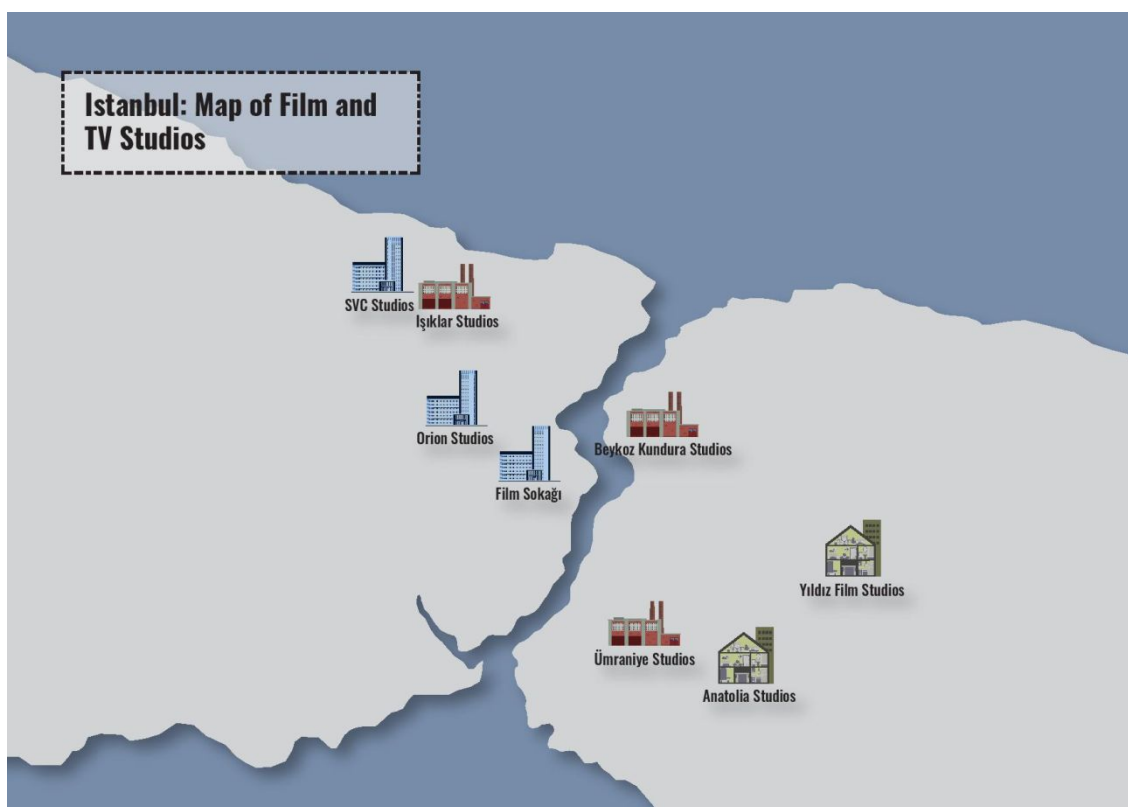 Istanbul: Map of Film and
TV Studios
SVC Studios
Işıklar Studios
Orion Studios
Beykoz Kundura Studios
Film Sokağı
Yıldız Film Studios
Ümraniye Studios
Anatolia Studios